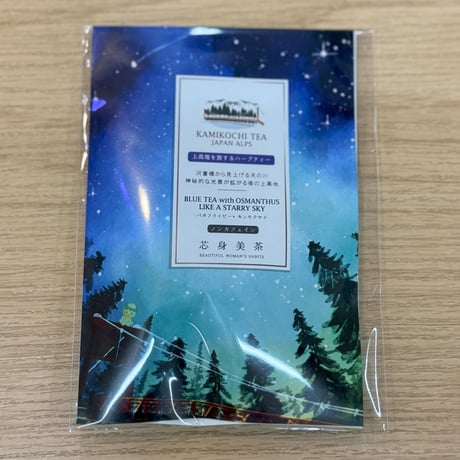 KAMIKOCHI TEA
JAPAN ALPS
上高地を旅するハーブティー
河童橋から見上げる天の川
神秘的な光景が拡がる夜の上高地
BLUE TEA with OSMANTHUS
LIKE A STARRY SKY
-バタフライピー×キンモクセイ-
ノンカフェイン
芯身美茶
BEAUTIFUL WOMAN'S HABITS